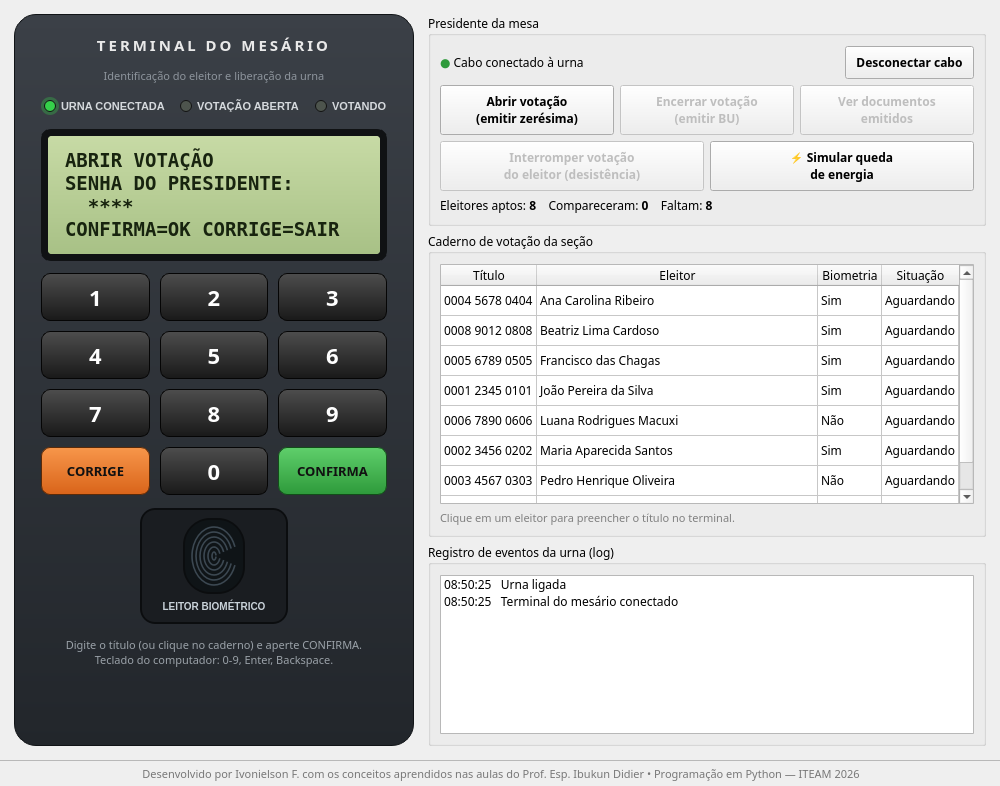 TERMINAL DO MESÁRIO
Identificação do eleitor e liberação da urna
URNA CONECTADA VOTAÇÃO ABERTA VOTANDO
ABRIR VOTAÇÃO
SENHA DO PRESIDENTE:
****
CONFIRMA=OK CORRIGE=SAIR
1 2 3
4 5 6
7 8 9
CORRIGE 0 CONFIRMA
LEITOR BIOMÉTRICO
Digite o título (ou clique no caderno) e aperte CONFIRMA.
Teclado do computador: 0-9, Enter, Backspace.
Presidente da mesa
● Cabo conectado à urna Desconectar cabo
Abrir votação
(emitir zerésima)
Encerrar votação
(emitir BU)
Ver documentos
emitidos
Interromper votação
do eleitor (desistência)
⚡ Simular queda
de energia
Eleitores aptos: 8 Compareceram: 0 Faltam: 8
Caderno de votação da seção
Título Eleitor Biometria Situação
0004 5678 0404 Ana Carolina Ribeiro Sim Aguardando
0008 9012 0808 Beatriz Lima Cardoso Sim Aguardando
0005 6789 0505 Francisco das Chagas Sim Aguardando
0001 2345 0101 João Pereira da Silva Sim Aguardando
0006 7890 0606 Luana Rodrigues Macuxi Não Aguardando
0002 3456 0202 Maria Aparecida Santos Sim Aguardando
0003 4567 0303 Pedro Henrique Oliveira Não Aguardando
Clique em um eleitor para preencher o título no terminal.
Registro de eventos da urna (log)
08:50:25 Urna ligada
08:50:25 Terminal do mesário conectado
Desenvolvido por Ivonielson F. com os conceitos aprendidos nas aulas do Prof. Esp. Ibukun Didier • Programação em Python — ITEAM 2026